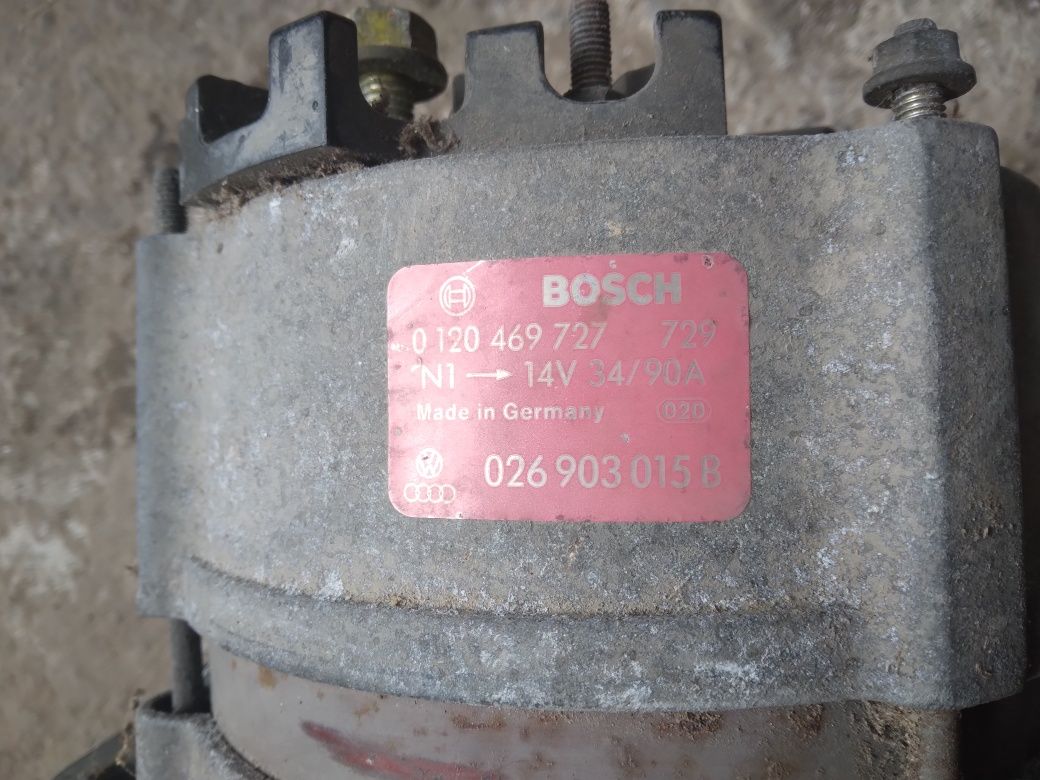 BOSCH
0 120 469 727 729
N1 → 14V 34/90A
Made in Germany 020
026 903 015 B